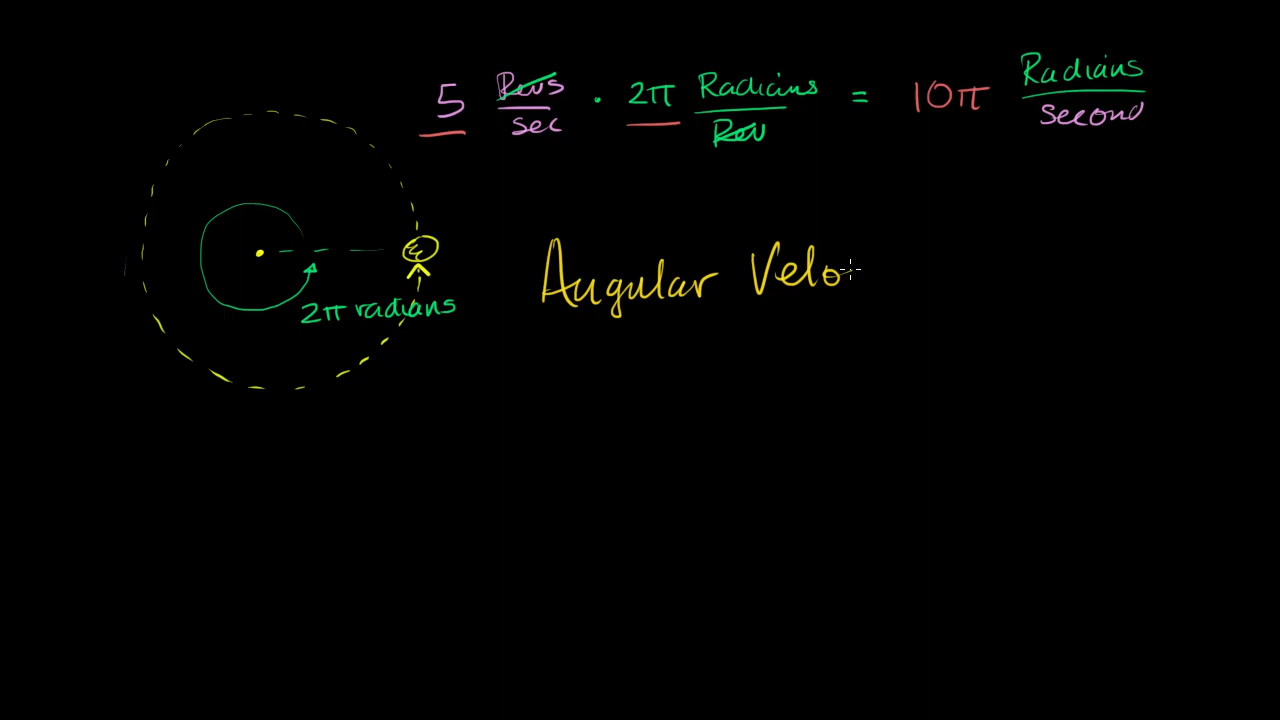 5 Revs/sec · 2π Radians/Rev = 10π Radians/second
2π radians
Angular Velo